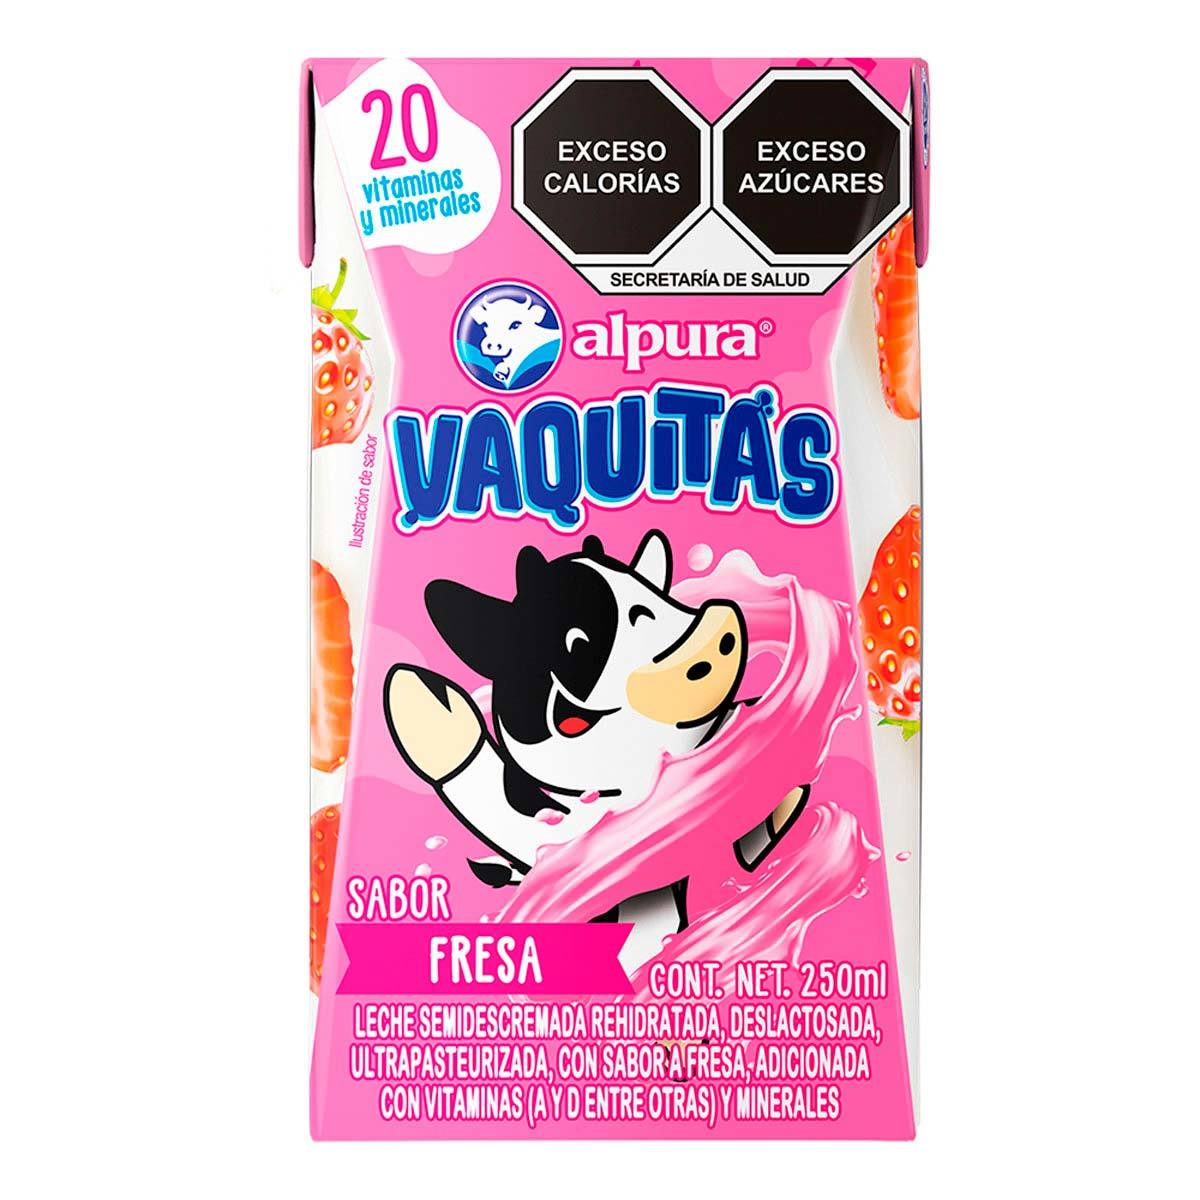 20
vitaminas
y minerales
EXCESO
CALORÍAS
EXCESO
AZÚCARES
SECRETARÍA DE SALUD
alpura®
VAQUITAS
Ilustración de sabor
SABOR
FRESA
CONT. NET. 250ml
LECHE SEMIDESCREMADA REHIDRATADA, DESLACTOSADA,
ULTRAPASTEURIZADA, CON SABOR A FRESA, ADICIONADA
CON VITAMINAS (A Y D ENTRE OTRAS) Y MINERALES